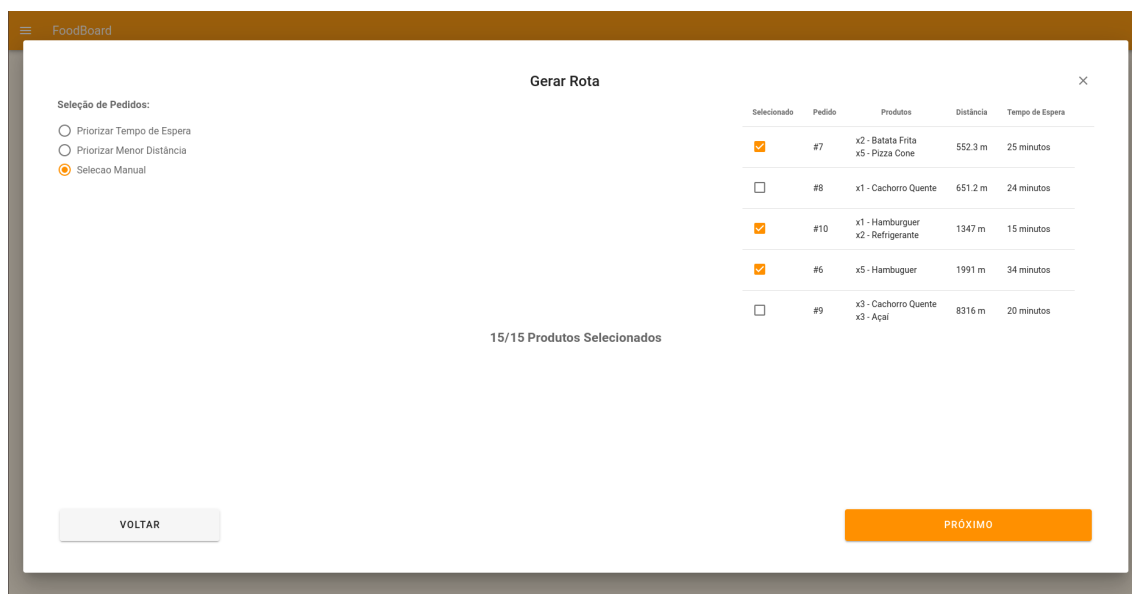 FoodBoard
Gerar Rota
Seleção de Pedidos:
Priorizar Tempo de Espera
Priorizar Menor Distância
Selecao Manual
Selecionado Pedido Produtos Distância Tempo de Espera
#7 x2 - Batata Frita 552.3 m 25 minutos
x5 - Pizza Cone
#8 x1 - Cachorro Quente 651.2 m 24 minutos
#10 x1 - Hamburguer 1347 m 15 minutos
x2 - Refrigerante
#6 x5 - Hambuguer 1991 m 34 minutos
#9 x3 - Cachorro Quente 8316 m 20 minutos
x3 - Açaí
15/15 Produtos Selecionados
VOLTAR
PRÓXIMO